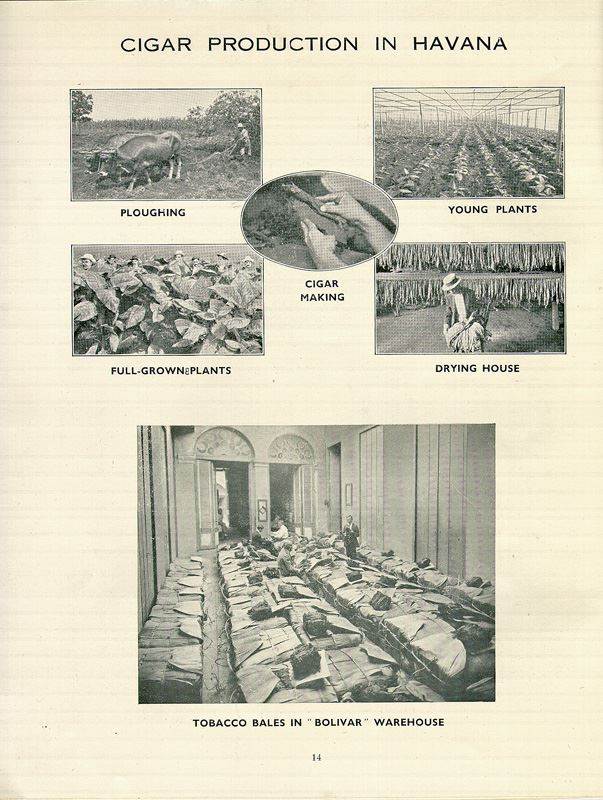 CIGAR PRODUCTION IN HAVANA
PLOUGHING
YOUNG PLANTS
CIGAR
MAKING
FULL-GROWN PLANTS
DRYING HOUSE
TOBACCO BALES IN "BOLIVAR" WAREHOUSE
14